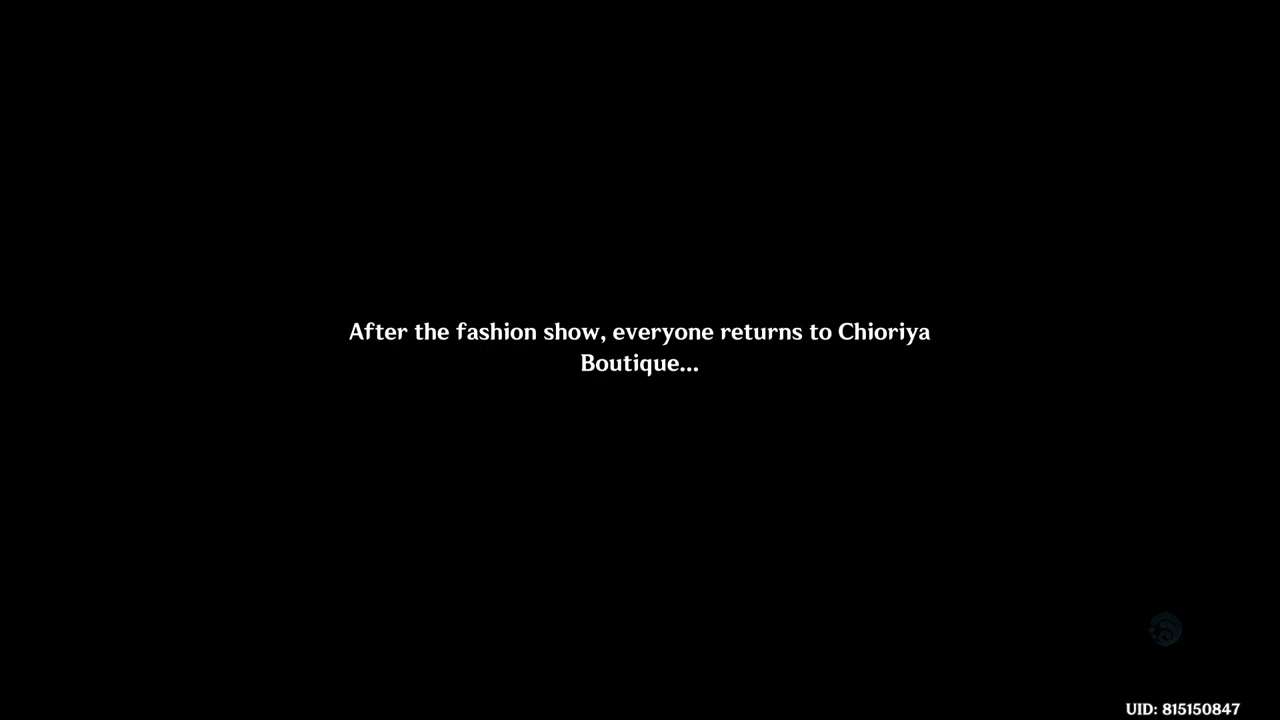 After the fashion show, everyone returns to Chioriya
Boutique...
UID: 815150847